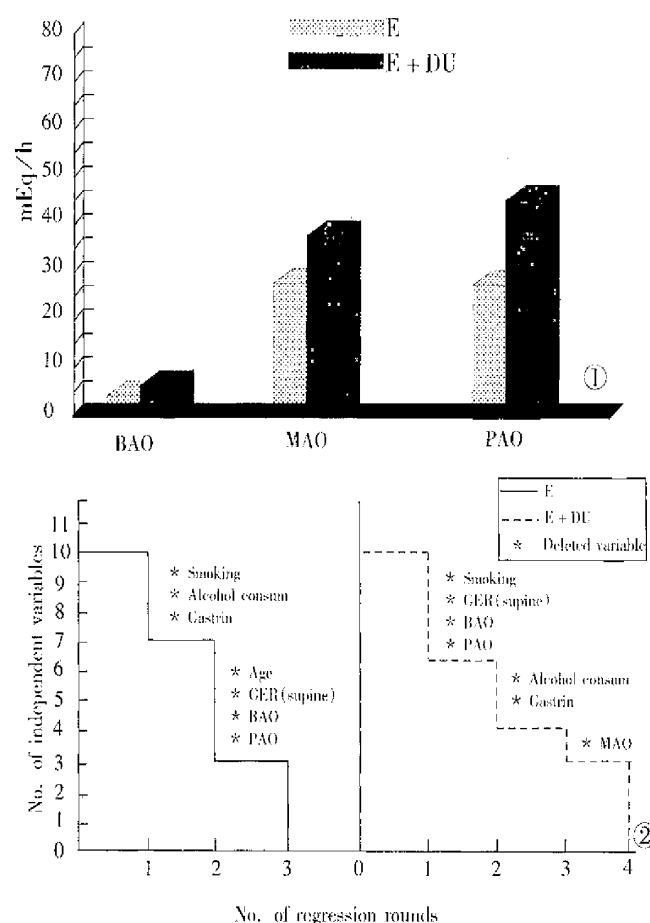 80
70
60
50
40
30
20
10
0
mEq/h
E
E + DU
BAO
MAO
PAO
①
E
E + DU
* Deleted variable
11
10
9
8
7
6
5
4
3
2
1
0
No. of independent variables
* Smoking
* Alcohol consum
* Gastrin
* Age
* GER(supine)
* BAO
* PAO
* Smoking
* GER(supine)
* BAO
* PAO
* Alcohol consum
* Gastrin
* MAO
②
1 2 3 0 1 2 3 4
No. of regression rounds